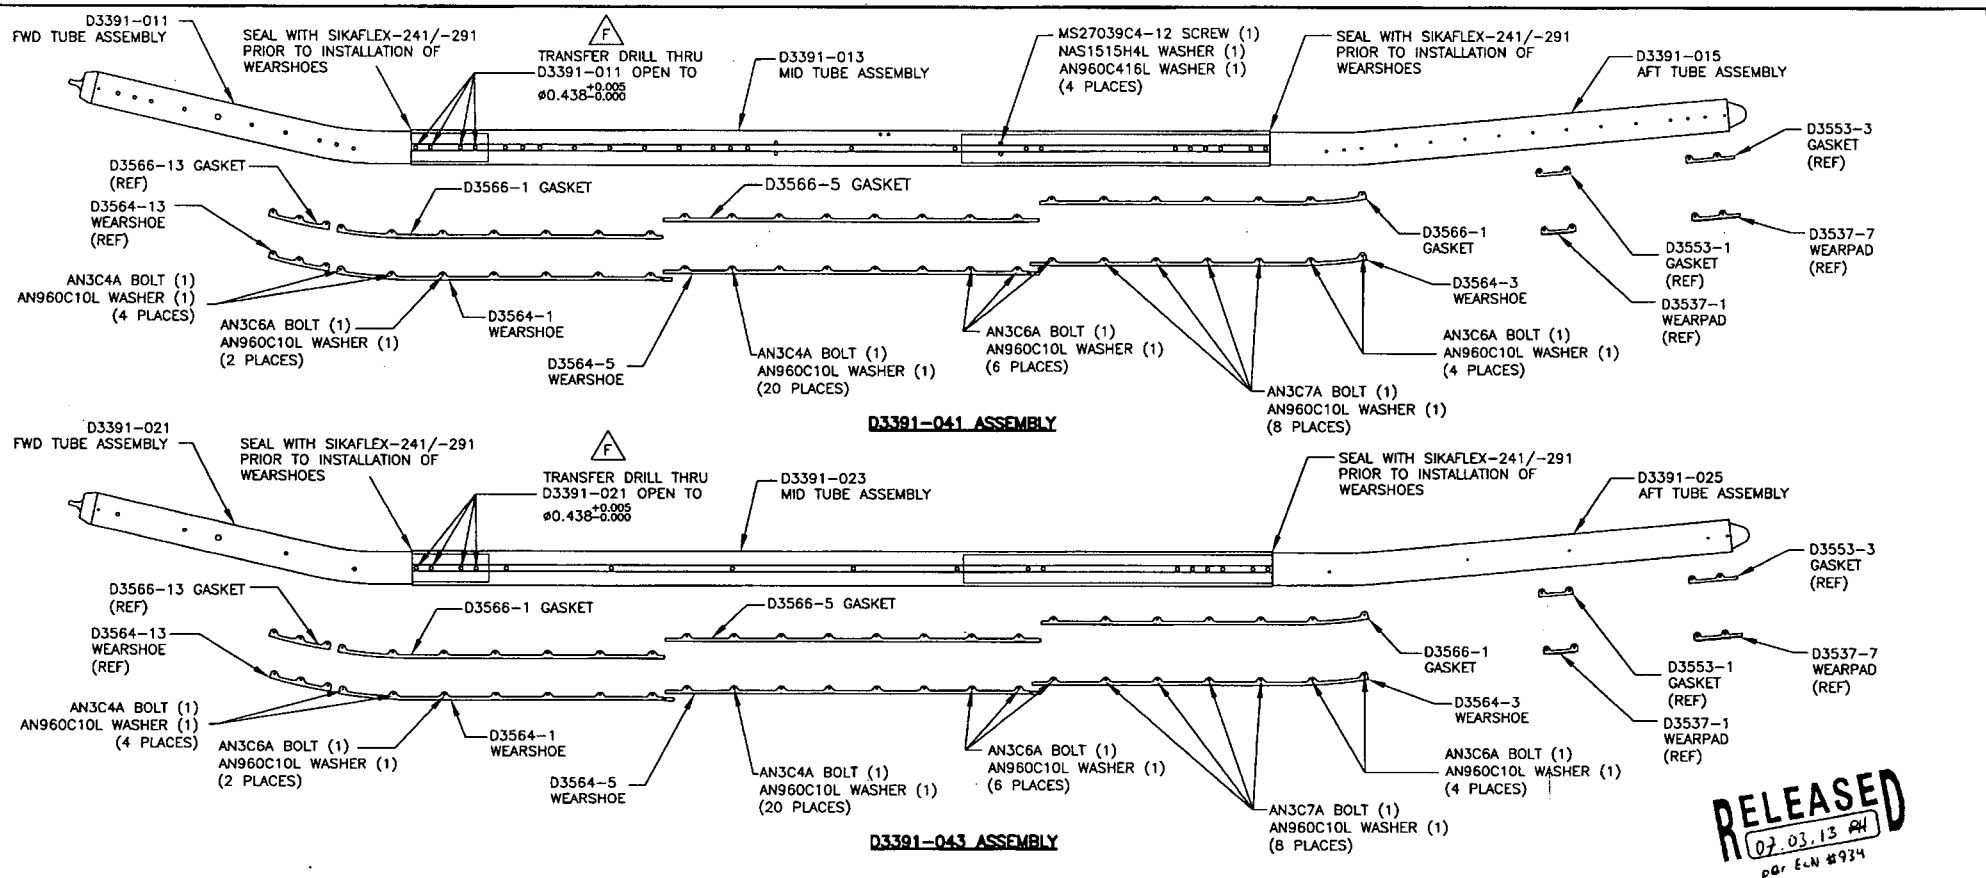 D3391-011
FWD TUBE ASSEMBLY
SEAL WITH SIKAFLEX-241/-291
PRIOR TO INSTALLATION OF
WEARSHOES
F
TRANSFER DRILL THRU
D3391-011 OPEN TO
ø0.438+0.005-0.000
D3391-013
MID TUBE ASSEMBLY
MS27039C4-12 SCREW (1)
NAS1515H4L WASHER (1)
AN960C416L WASHER (1)
(4 PLACES)
SEAL WITH SIKAFLEX-241/-291
PRIOR TO INSTALLATION OF
WEARSHOES
D3391-015
AFT TUBE ASSEMBLY
D3553-3
GASKET
(REF)
D3566-13 GASKET
(REF)
D3566-1 GASKET
D3566-5 GASKET
D3564-13
WEARSHOE
(REF)
D3566-1
GASKET
D3553-1
GASKET
(REF)
D3537-7
WEARPAD
(REF)
AN3C4A BOLT (1)
AN960C10L WASHER (1)
(4 PLACES)
AN3C6A BOLT (1)
AN960C10L WASHER (1)
(2 PLACES)
D3564-1
WEARSHOE
D3564-5
WEARSHOE
AN3C4A BOLT (1)
AN960C10L WASHER (1)
(20 PLACES)
AN3C6A BOLT (1)
AN960C10L WASHER (1)
(6 PLACES)
D3564-3
WEARSHOE
D3537-1
WEARPAD
(REF)
AN3C6A BOLT (1)
AN960C10L WASHER (1)
(4 PLACES)
AN3C7A BOLT (1)
AN960C10L WASHER (1)
(8 PLACES)
D3391-041 ASSEMBLY
D3391-021
FWD TUBE ASSEMBLY
SEAL WITH SIKAFLEX-241/-291
PRIOR TO INSTALLATION OF
WEARSHOES
F
TRANSFER DRILL THRU
D3391-021 OPEN TO
ø0.438+0.005-0.000
D3391-023
MID TUBE ASSEMBLY
SEAL WITH SIKAFLEX-241/-291
PRIOR TO INSTALLATION OF
WEARSHOES
D3391-025
AFT TUBE ASSEMBLY
D3553-3
GASKET
(REF)
D3566-13 GASKET
(REF)
D3566-1 GASKET
D3566-5 GASKET
D3564-13
WEARSHOE
(REF)
D3566-1
GASKET
D3553-1
GASKET
(REF)
D3537-7
WEARPAD
(REF)
AN3C4A BOLT (1)
AN960C10L WASHER (1)
(4 PLACES)
AN3C6A BOLT (1)
AN960C10L WASHER (1)
(2 PLACES)
D3564-1
WEARSHOE
D3564-5
WEARSHOE
AN3C4A BOLT (1)
AN960C10L WASHER (1)
(20 PLACES)
AN3C6A BOLT (1)
AN960C10L WASHER (1)
(6 PLACES)
D3564-3
WEARSHOE
D3537-1
WEARPAD
(REF)
AN3C6A BOLT (1)
AN960C10L WASHER (1)
(4 PLACES)
AN3C7A BOLT (1)
AN960C10L WASHER (1)
(8 PLACES)
D3391-043 ASSEMBLY
RELEASED
07.03.13
per ECN #934